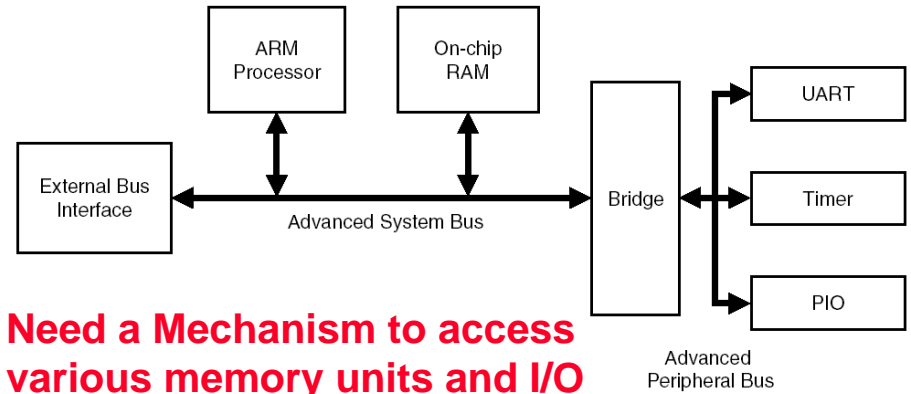 ARM
Processor
On-chip
RAM
UART
External Bus
Interface
Advanced System Bus
Bridge
Timer
PIO
Need a Mechanism to access
various memory units and I/O
Advanced
Peripheral Bus